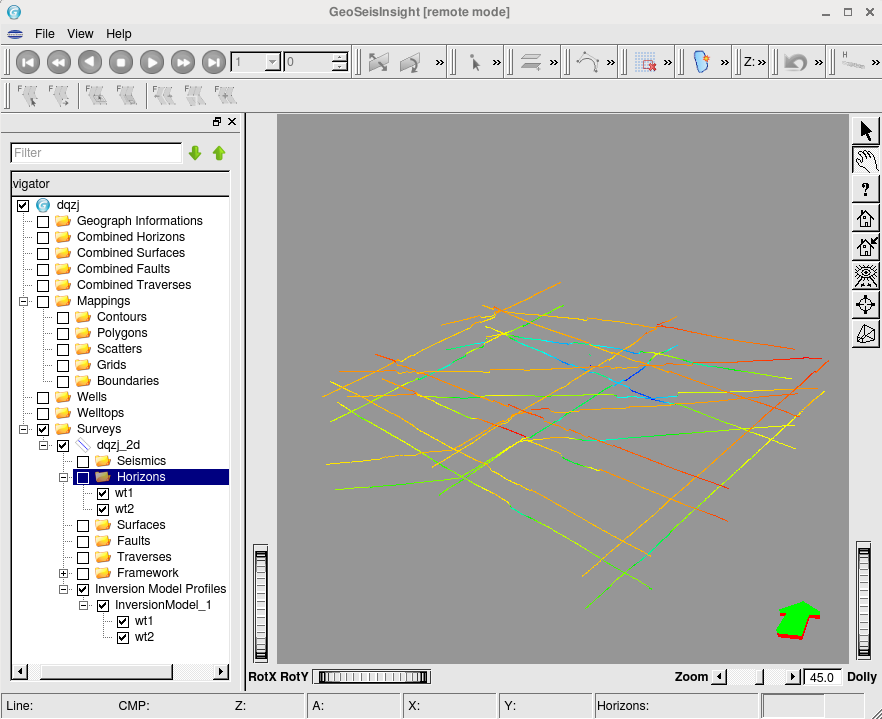 GeoSeisInsight [remote mode]
File View Help
1 0 » » » » » » Z: » » H »
F F F F F F F
Filter
vigator
dqzj
Geograph Informations
Combined Horizons
Combined Surfaces
Combined Faults
Combined Traverses
Mappings
Contours
Polygons
Scatters
Grids
Boundaries
Wells
Welltops
Surveys
dqzj_2d
Seismics
Horizons
wt1
wt2
Surfaces
Faults
Traverses
Framework
Inversion Model Profiles
InversionModel_1
wt1
wt2
?
RotX RotY Zoom 45.0 Dolly
Line: CMP: Z: A: X: Y: Horizons: